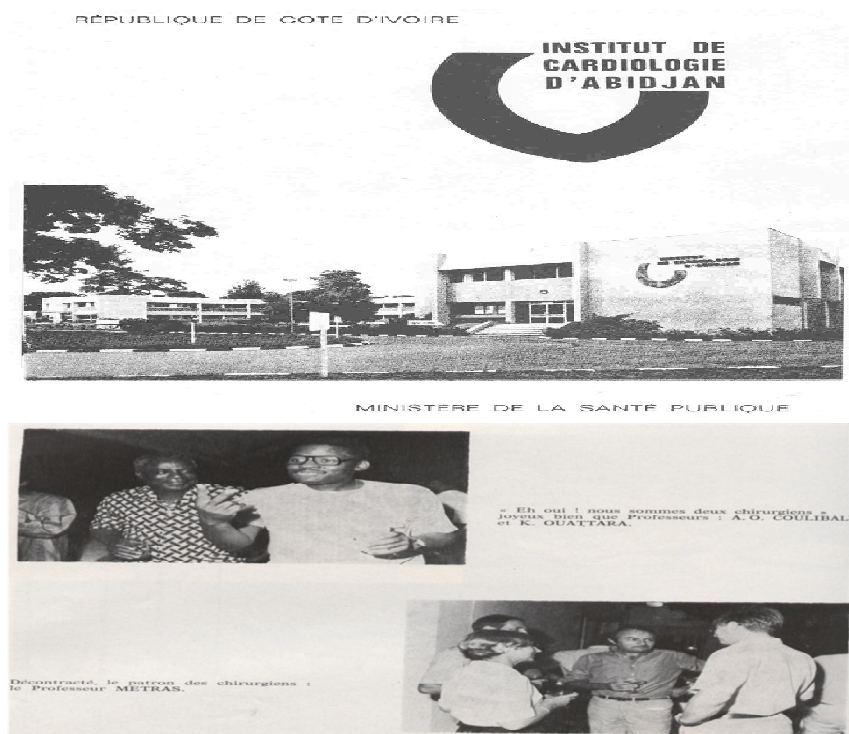 RÉPUBLIQUE DE COTE D'IVOIRE
INSTITUT DE
CARDIOLOGIE
D'ABIDJAN
MINISTÈRE DE LA SANTÉ PUBLIQUE
« Eh oui ! nous sommes deux chirurgiens »
joyeux bien que Professeurs : A.O. COULIBAL
et K. OUATTARA.
Décontracté, le patron des chirurgiens :
le Professeur METRAS.